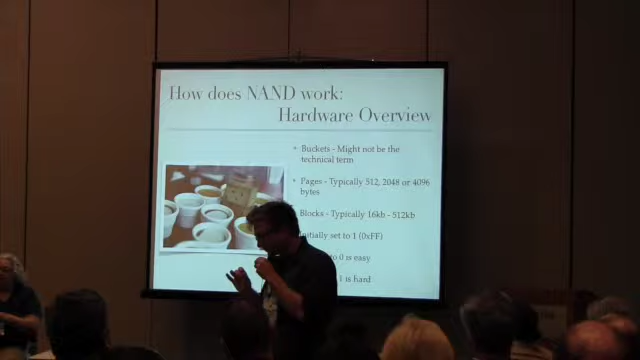 How does NAND work:
Hardware Overview
Buckets - Might not be the
technical term
Pages - Typically 512, 2048 or 4096
bytes
Blocks - Typically 16kb - 512kb
Initially set to 1 (0xFF)
to 0 is easy
1 is hard